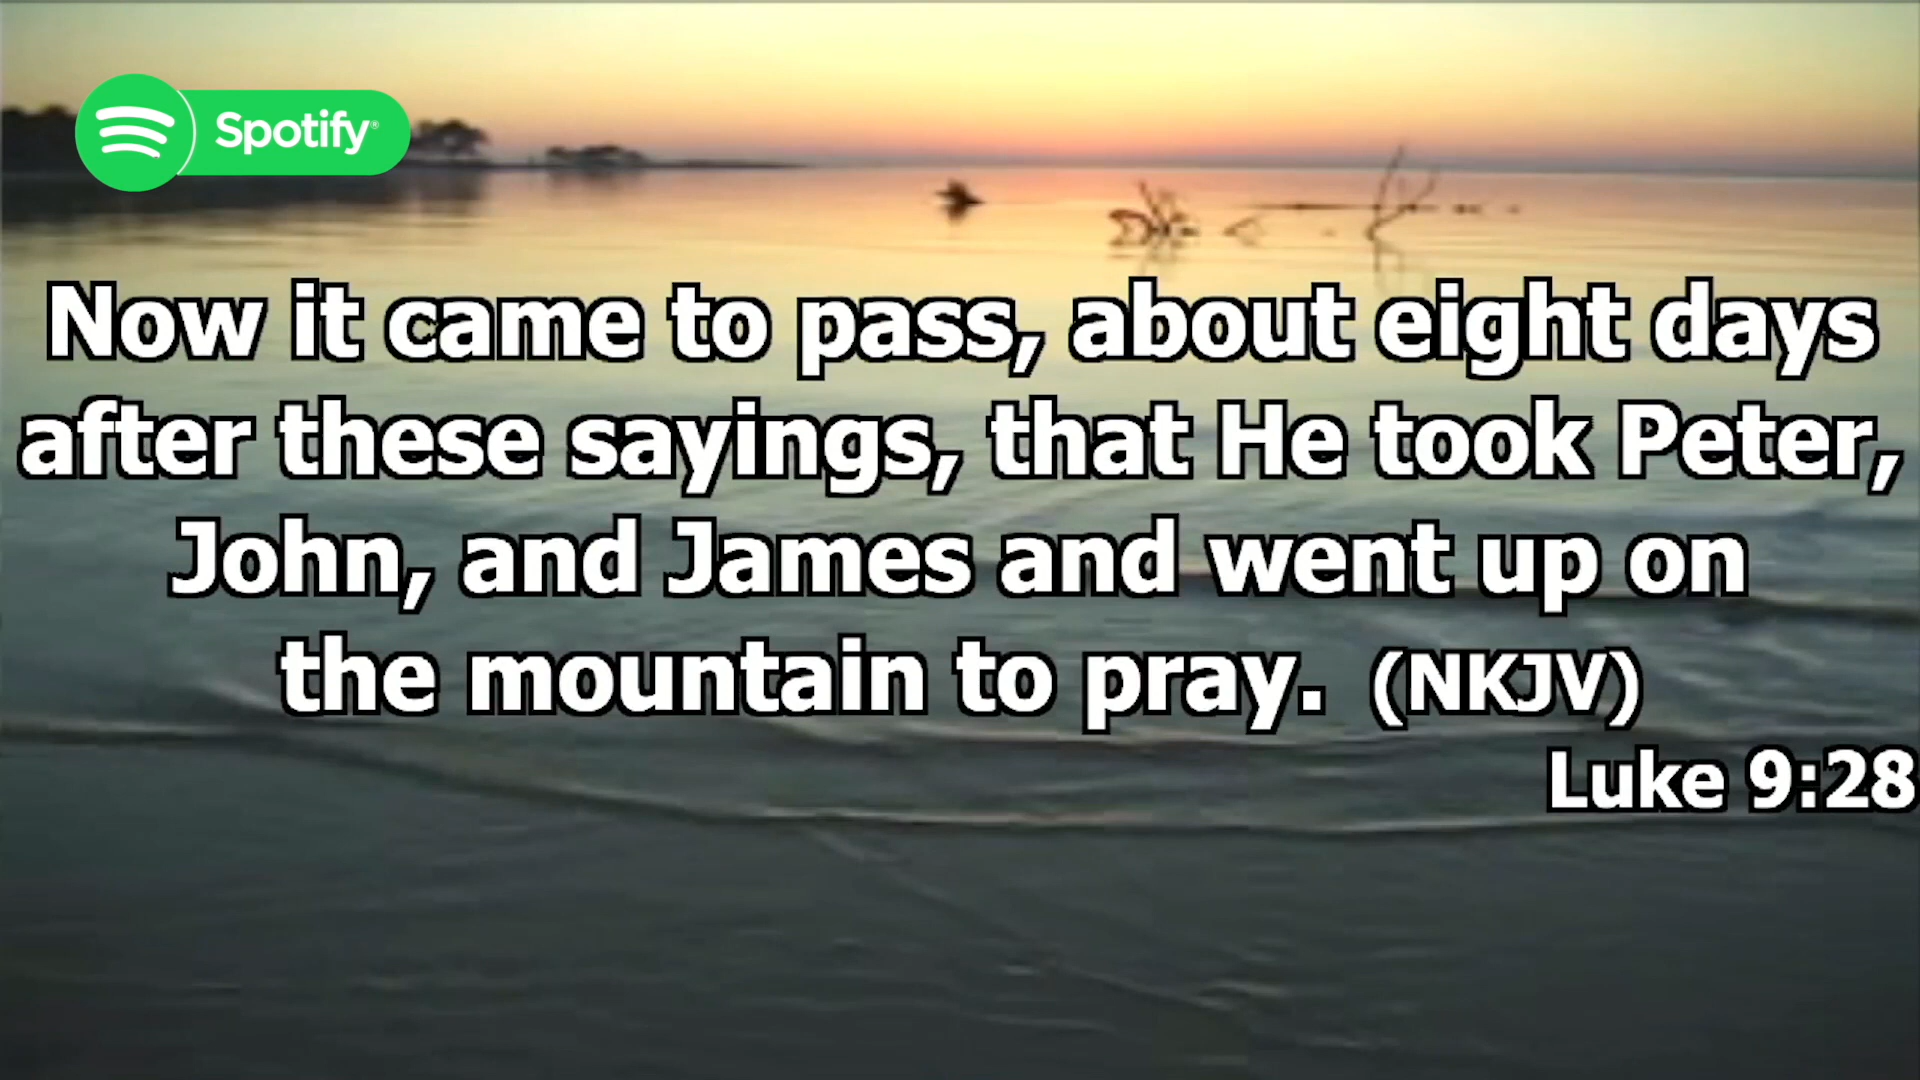 Spotify®
Now it came to pass, about eight days
after these sayings, that He took Peter,
John, and James and went up on
the mountain to pray. (NKJV)
Luke 9:28